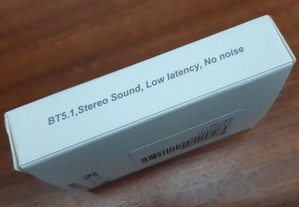 BT5.1,Stereo Sound, Low latency, No noise